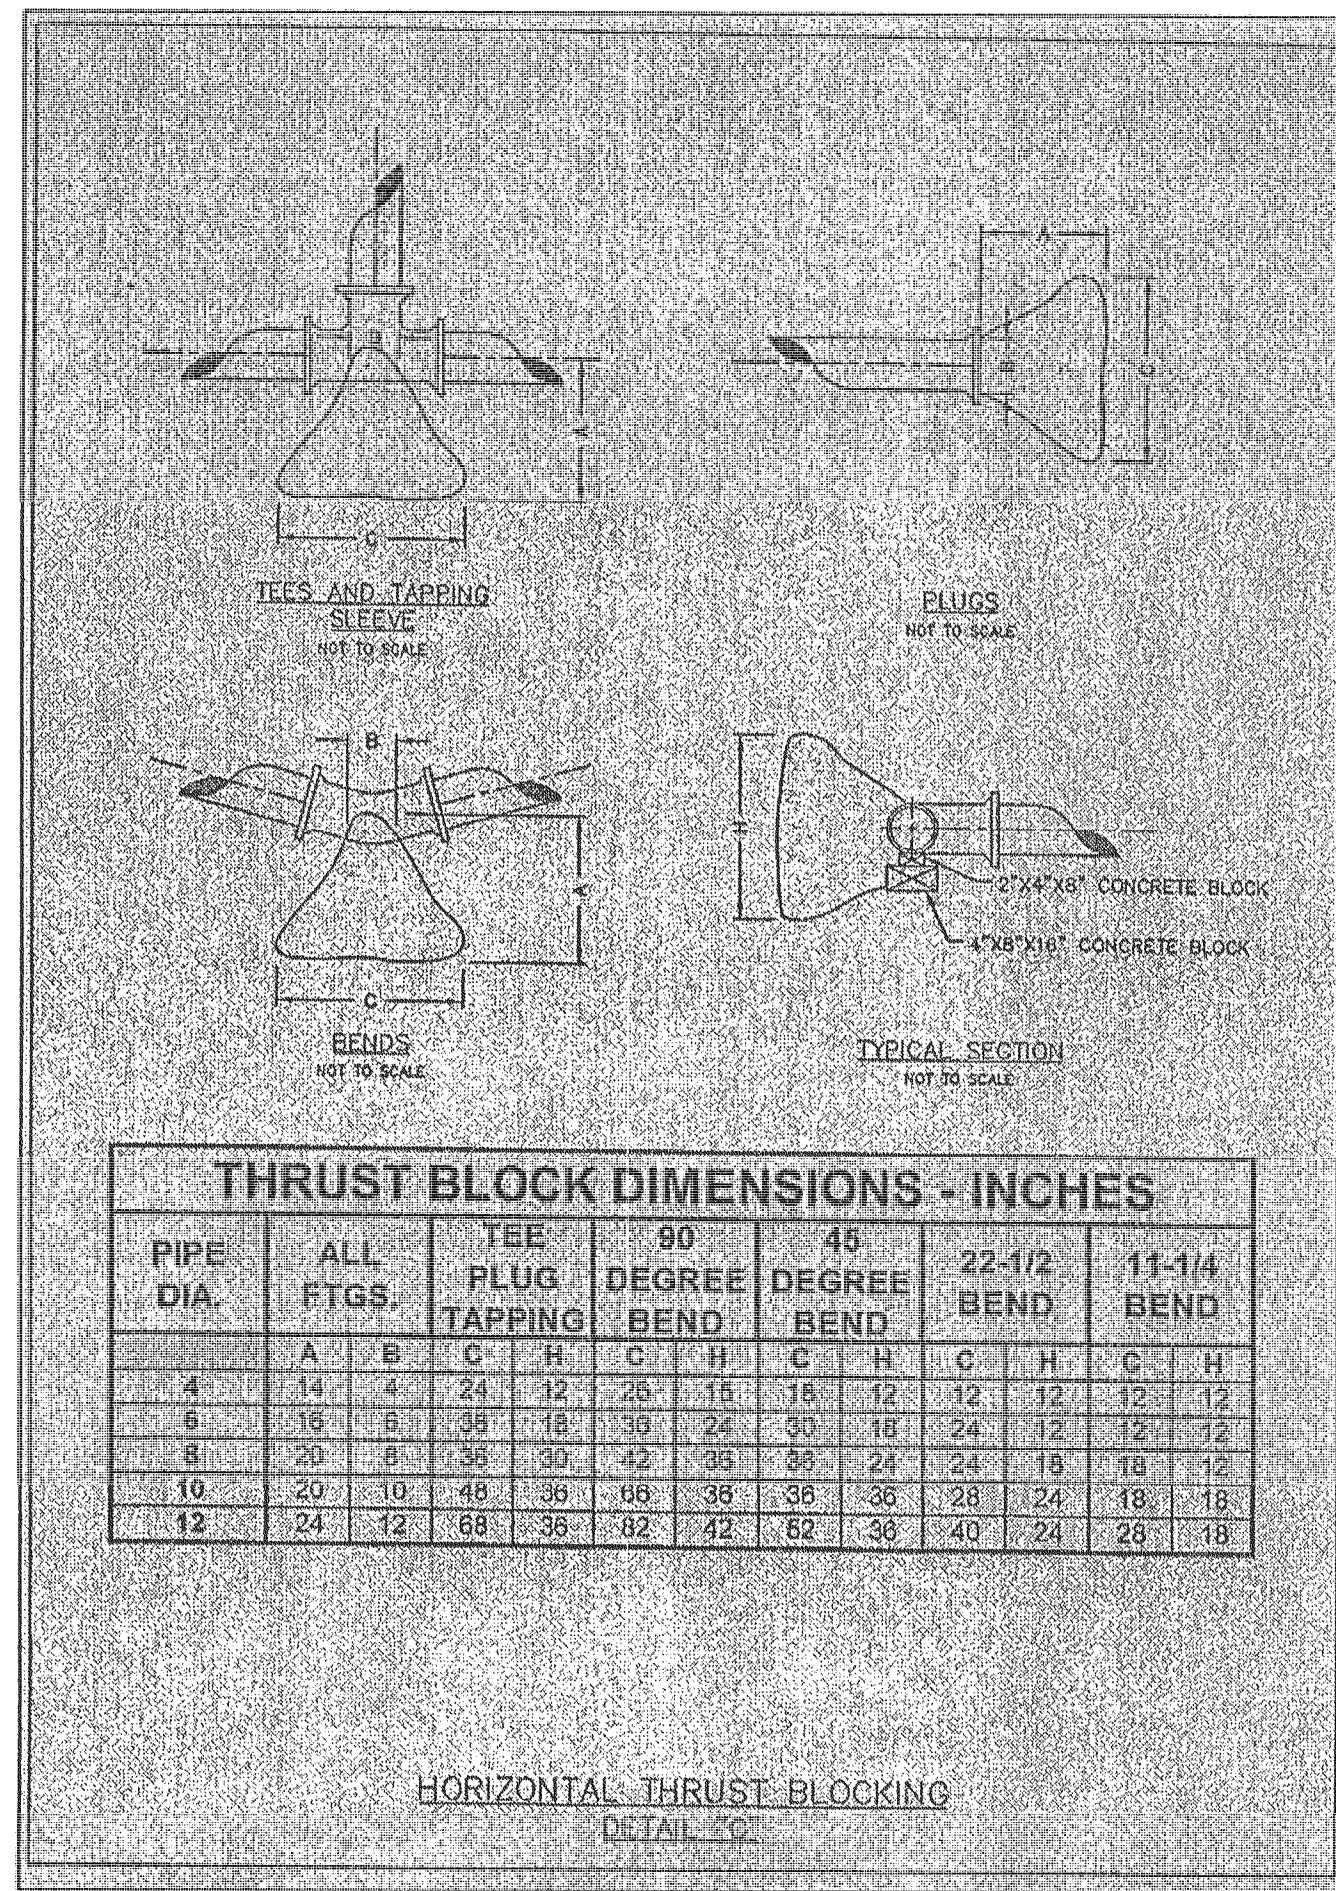 A
B
C
A
B
C
TEES AND TAPPING
SLEEVE
NOT TO SCALE
PLUGS
NOT TO SCALE
B
A
C
H
2"X4"X8" CONCRETE BLOCK
4"X8"X16" CONCRETE BLOCK
BENDS
NOT TO SCALE
TYPICAL SECTION
NOT TO SCALE
THRUST BLOCK DIMENSIONS - INCHES
PIPE DIA. ALL FTGS. TEE PLUG TAPPING 90 DEGREE BEND 45 DEGREE BEND 22-1/2 BEND 11-1/4 BEND
A B C H C H C H C H C H
4 14 4 24 12 26 15 18 12 12 12 12 12
6 16 6 18 24 30 18 24 12 12 12
8 20 8 36 30 42 36 36 24 24 18 18 12
10 20 10 48 36 66 36 36 36 28 24 18 18
12 24 12 68 36 82 42 52 36 40 24 28 18
HORIZONTAL THRUST BLOCKING
DETAIL